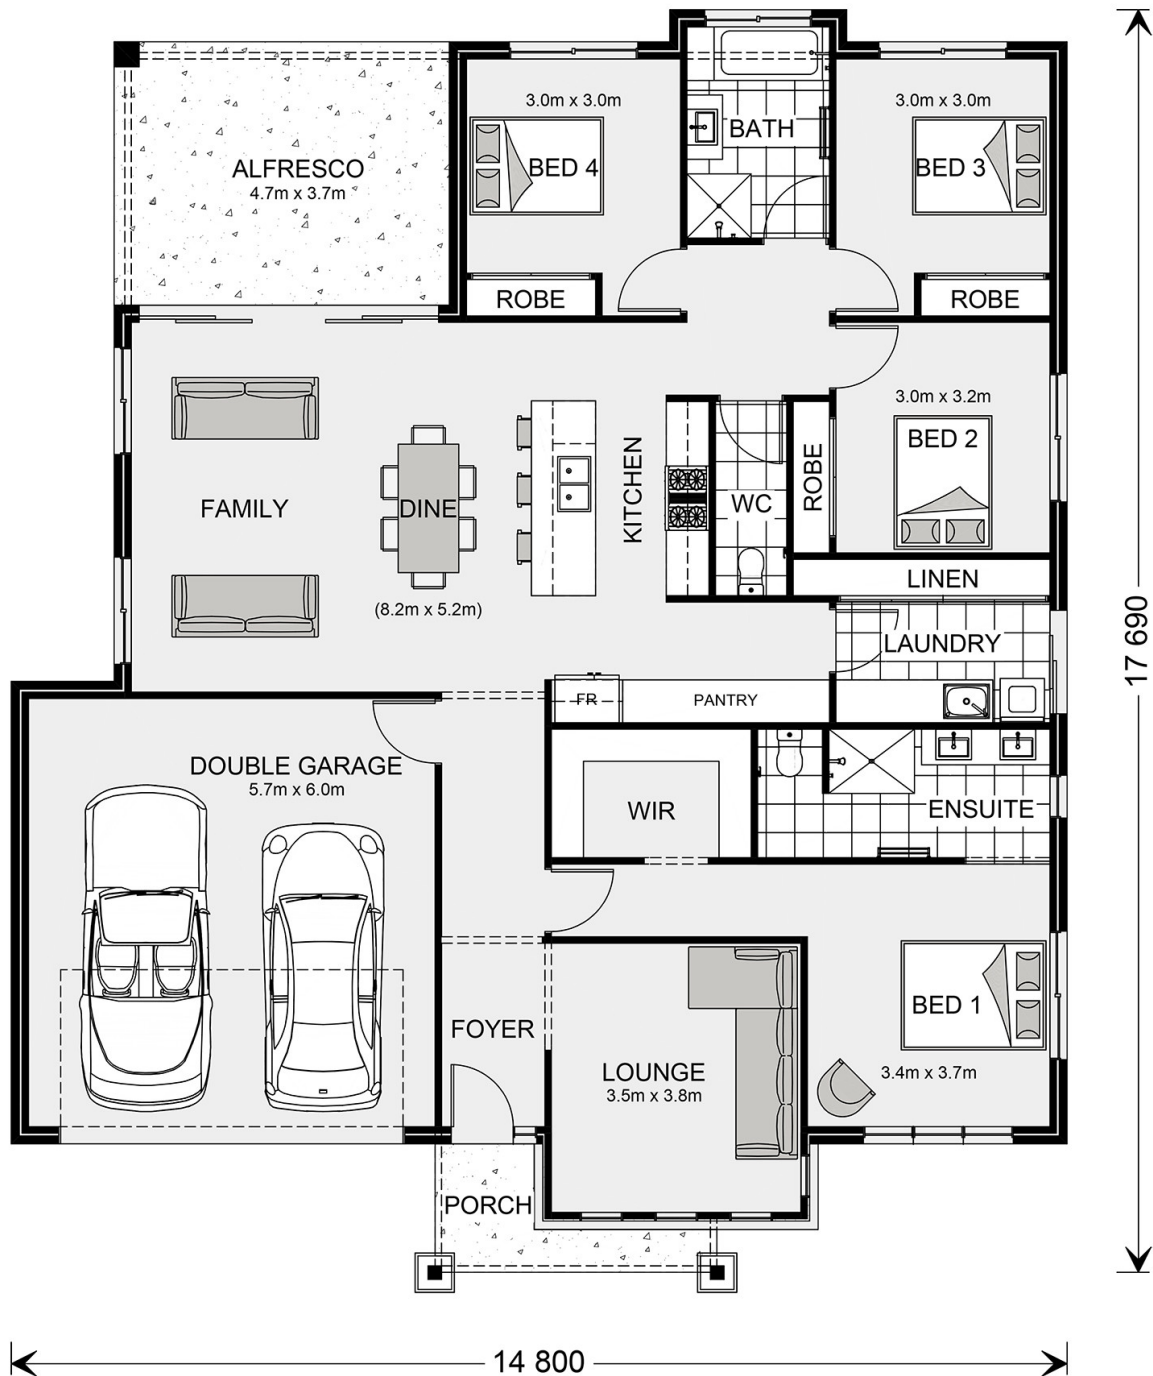 3.0m x 3.0m
BATH
3.0m x 3.0m
ALFRESCO
4.7m x 3.7m
BED 4
BED 3
ROBE
ROBE
3.0m x 3.2m
BED 2
FAMILY
DINE
KITCHEN
WC
ROBE
(8.2m x 5.2m)
LINEN
LAUNDRY
17 690
FR
PANTRY
DOUBLE GARAGE
5.7m x 6.0m
WIR
ENSUITE
FOYER
BED 1
LOUNGE
3.5m x 3.8m
3.4m x 3.7m
PORCH
14 800